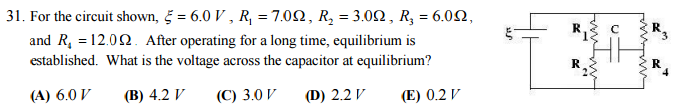 31. For the circuit shown, ξ = 6.0 V, R₁ = 7.0Ω, R₂ = 3.0Ω, R₃ = 6.0Ω,
and R₄ = 12.0Ω. After operating for a long time, equilibrium is
established. What is the voltage across the capacitor at equilibrium?
(A) 6.0 V (B) 4.2 V (C) 3.0 V (D) 2.2 V (E) 0.2 V
ξ R₁ C R₃
R₂ R₄